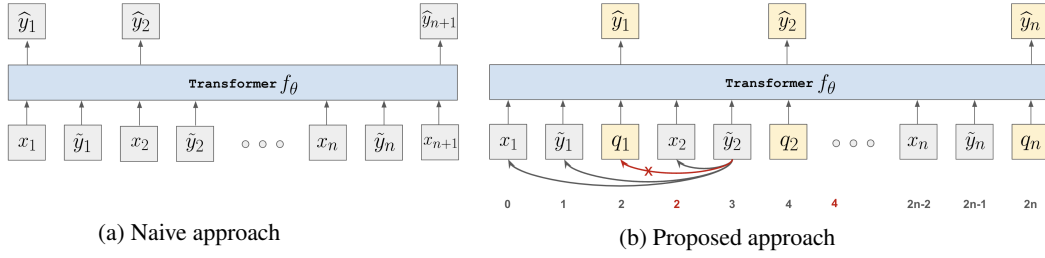 ŷ₁ ŷ₂ ŷₙ₊₁
Transformer f_θ
x₁ ỹ₁ x₂ ỹ₂ xₙ ỹₙ xₙ₊₁
(a) Naive approach
ŷ₁ ŷ₂ ŷₙ
Transformer f_θ
x₁ ỹ₁ q₁ x₂ ỹ₂ q₂ xₙ ỹₙ qₙ
x
0 1 2 2 3 4 4 2n-2 2n-1 2n
(b) Proposed approach